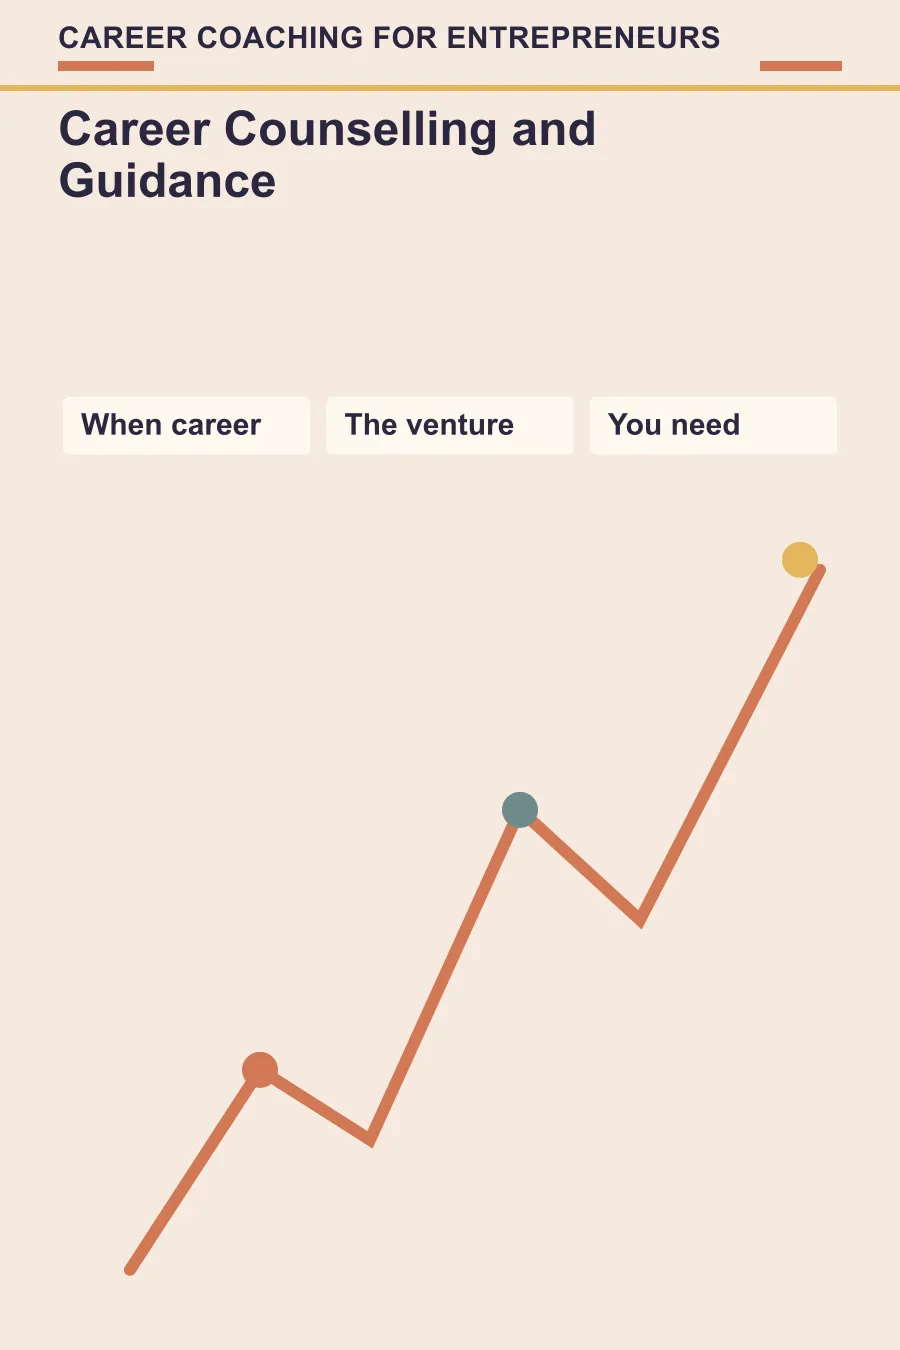 CAREER COACHING FOR ENTREPRENEURS
Career Counselling and
Guidance
When career
The venture
You need